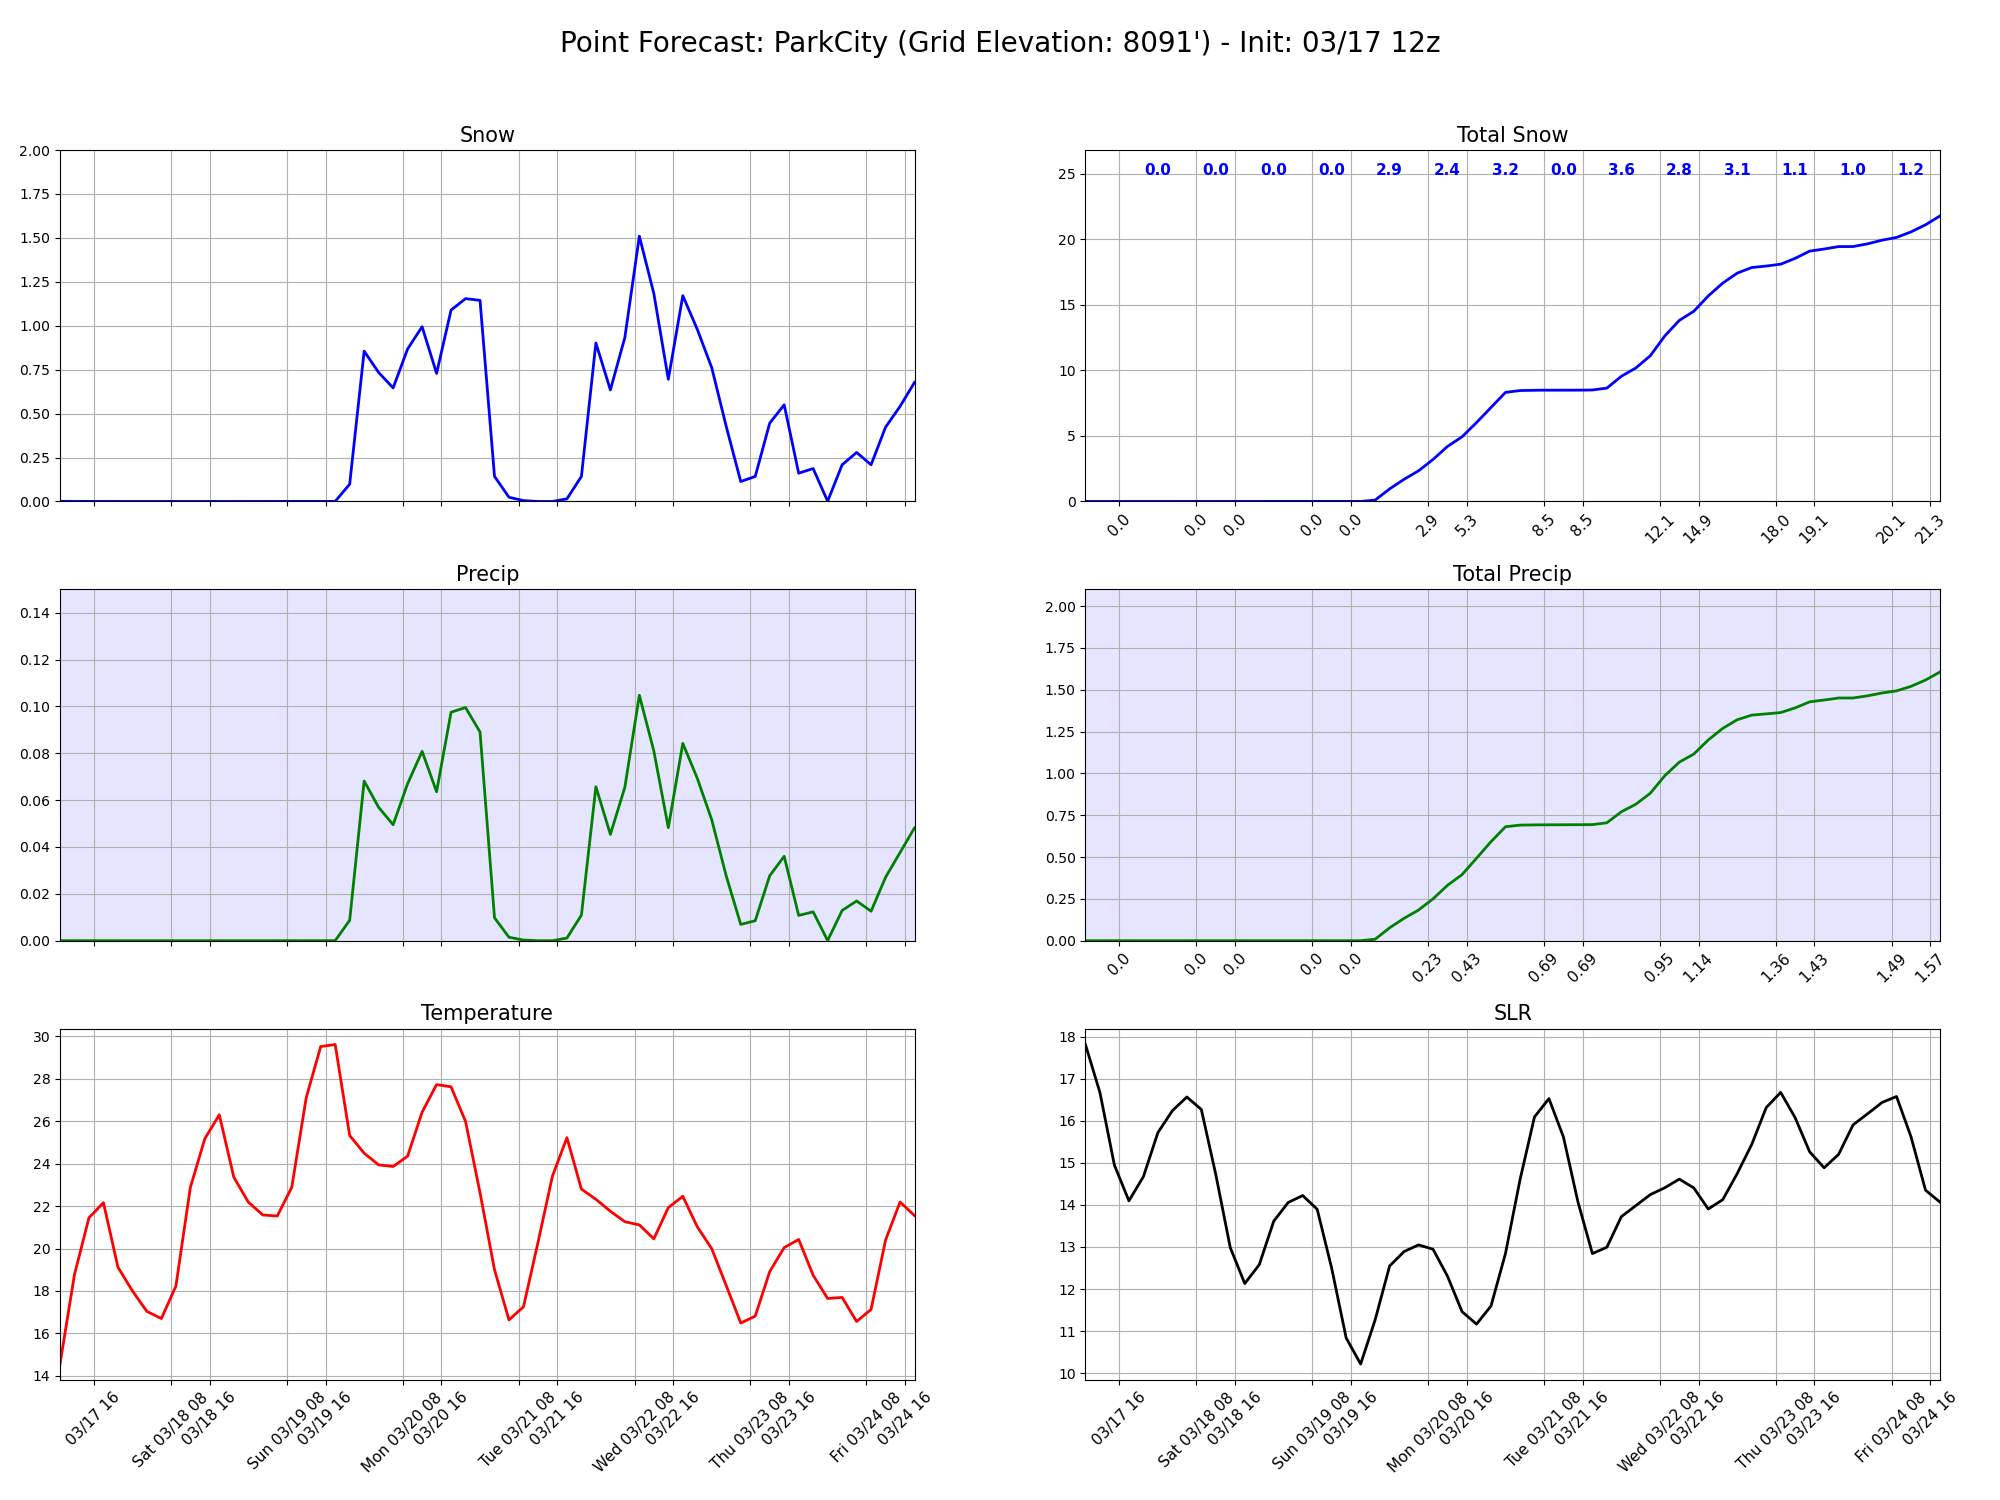 Point Forecast: ParkCity (Grid Elevation: 8091') - Init: 03/17 12z
Snow
2.00
1.75
1.50
1.25
1.00
0.75
0.50
0.25
0.00
Total Snow
0.0 0.0 0.0 0.0 2.9 2.4 3.2 0.0 3.6 2.8 3.1 1.1 1.0 1.2
25
20
15
10
5
0
0.0 0.0 0.0 0.0 0.0 2.9 5.3 8.5 8.5 12.1 14.9 18.0 19.1 20.1 21.3
Precip
0.14
0.12
0.10
0.08
0.06
0.04
0.02
0.00
Total Precip
2.00
1.75
1.50
1.25
1.00
0.75
0.50
0.25
0.00
0.0 0.0 0.0 0.0 0.0 0.23 0.43 0.69 0.69 0.95 1.14 1.36 1.43 1.49 1.57
Temperature
30
28
26
24
22
20
18
16
14
03/17 16
Sat 03/18 08
03/18 16
Sun 03/19 08
03/19 16
Mon 03/20 08
03/20 16
Tue 03/21 08
03/21 16
Wed 03/22 08
03/22 16
Thu 03/23 08
03/23 16
Fri 03/24 08
03/24 16
SLR
18
17
16
15
14
13
12
11
10
03/17 16
Sat 03/18 08
03/18 16
Sun 03/19 08
03/19 16
Mon 03/20 08
03/20 16
Tue 03/21 08
03/21 16
Wed 03/22 08
03/22 16
Thu 03/23 08
03/23 16
Fri 03/24 08
03/24 16